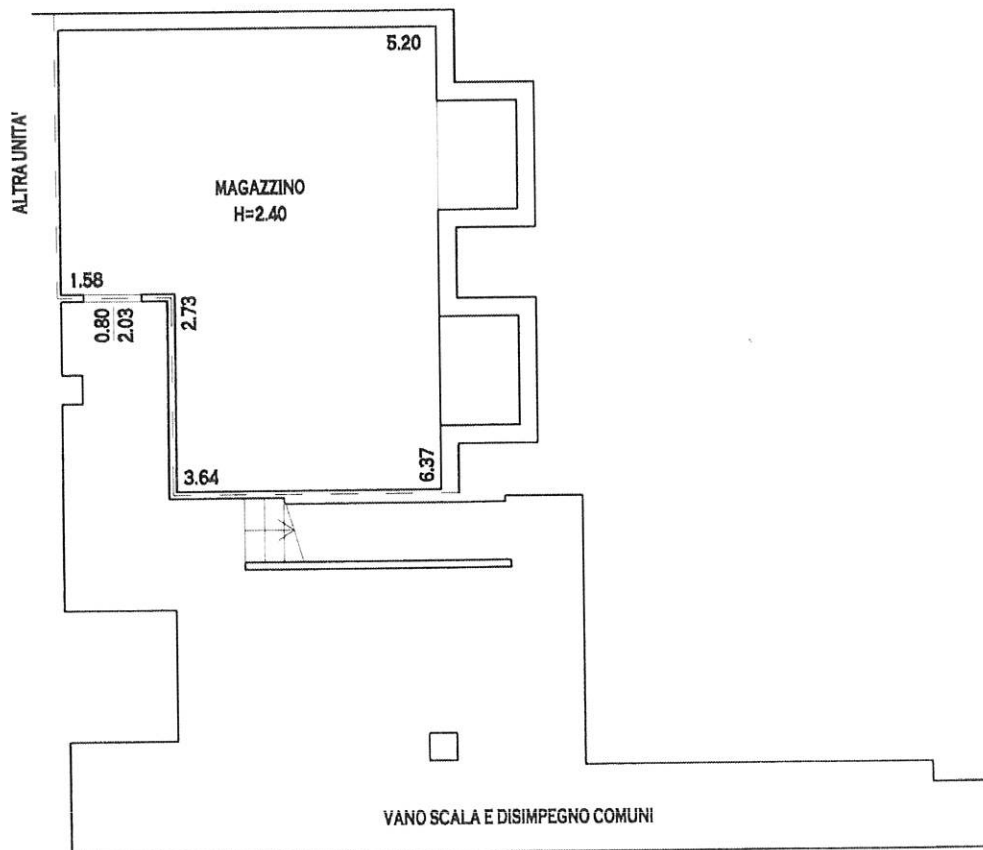 5.20
ALTRA UNITA'
MAGAZZINO
H=2.40
1.58
0.80
2.03
2.73
3.64
6.37
VANO SCALA E DISIMPEGNO COMUNI